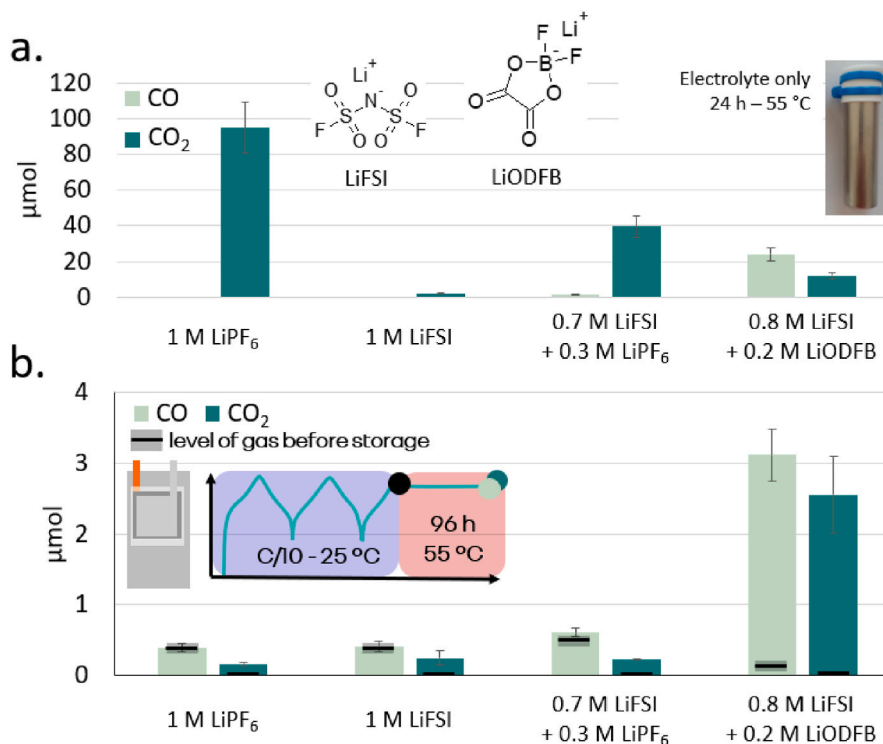 a.
120
100
80
60
40
20
0
µmol
CO
CO₂
Li⁺
O O
N⁻
S S
F O O F
LiFSI
F Li⁺
B⁻
F
O
O
O
O
LiODFB
Electrolyte only
24 h – 55 °C
1 M LiPF₆
1 M LiFSI
0.7 M LiFSI
+ 0.3 M LiPF₆
0.8 M LiFSI
+ 0.2 M LiODFB
b.
4
3
2
1
0
µmol
CO
CO₂
level of gas before storage
C/10 - 25 ºC
96 h
55 ºC
1 M LiPF₆
1 M LiFSI
0.7 M LiFSI
+ 0.3 M LiPF₆
0.8 M LiFSI
+ 0.2 M LiODFB